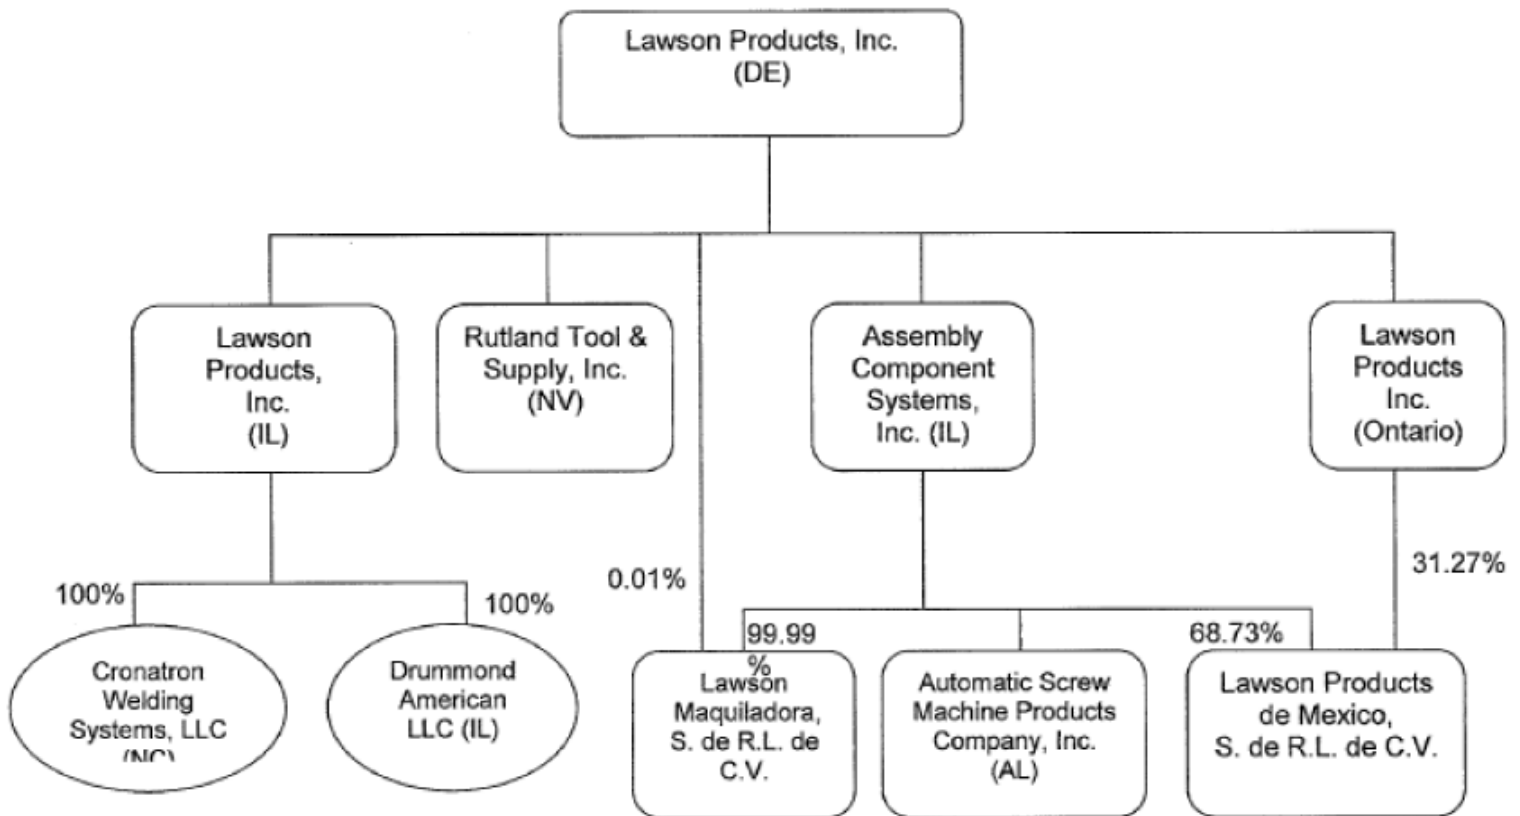 Lawson Products, Inc.
(DE)
Lawson
Products,
Inc.
(IL)
Rutland Tool &
Supply, Inc.
(NV)
Assembly
Component
Systems,
Inc. (IL)
Lawson
Products
Inc.
(Ontario)
100%
100%
0.01%
99.99
%
68.73%
31.27%
Cronatron
Welding
Systems, LLC
(NC)
Drummond
American
LLC (IL)
Lawson
Maquiladora,
S. de R.L. de
C.V.
Automatic Screw
Machine Products
Company, Inc.
(AL)
Lawson Products
de Mexico,
S. de R.L. de C.V.